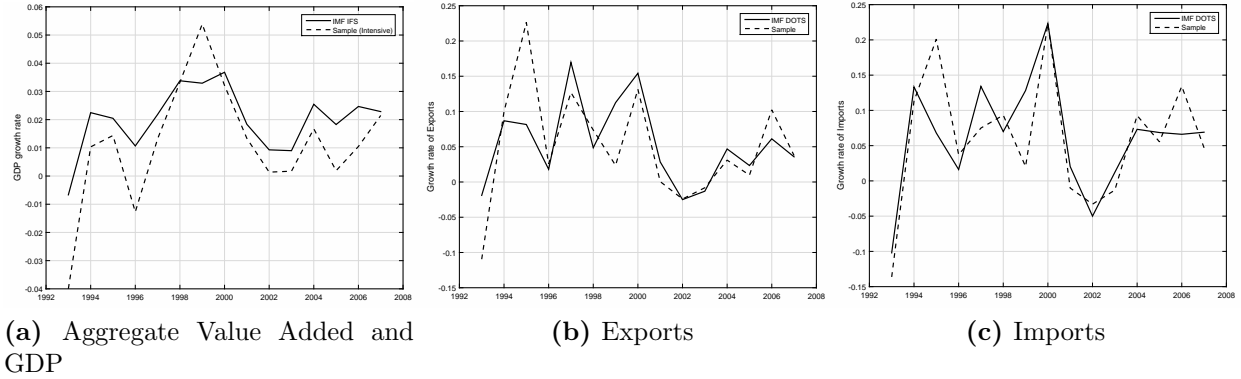 IMF IFS
Sample (Intensive)
GDP growth rate
0.06
0.05
0.04
0.03
0.02
0.01
0
-0.01
-0.02
-0.03
-0.04
1992 1994 1996 1998 2000 2002 2004 2006 2008
(a) Aggregate Value Added and
GDP
IMF DOTS
Sample
Growth rate of Exports
0.25
0.2
0.15
0.1
0.05
0
-0.05
-0.1
-0.15
1992 1994 1996 1998 2000 2002 2004 2006 2008
(b) Exports
IMF DOTS
Sample
Growth rate of Imports
0.25
0.2
0.15
0.1
0.05
0
-0.05
-0.1
-0.15
1992 1994 1996 1998 2000 2002 2004 2006 2008
(c) Imports